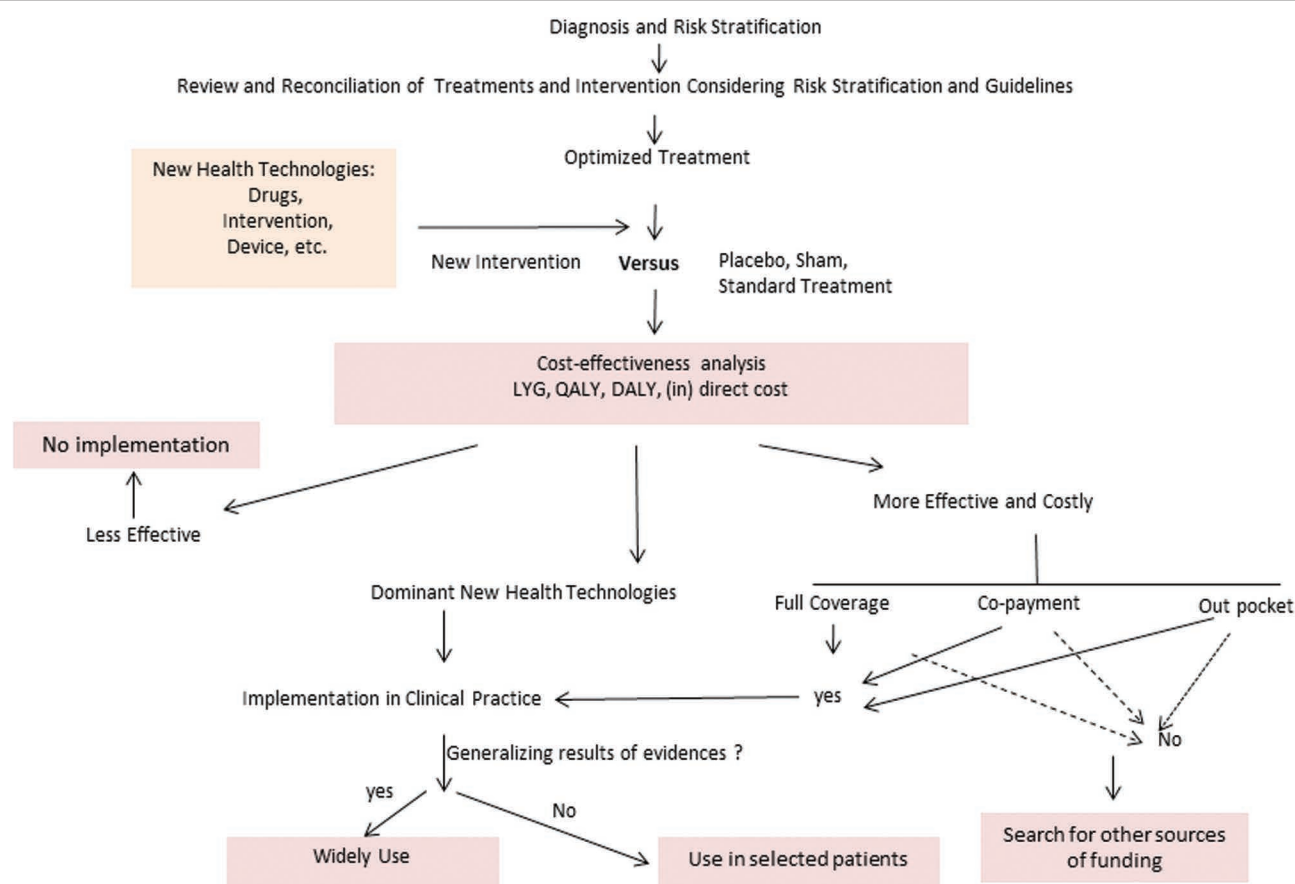 Diagnosis and Risk Stratification
Review and Reconciliation of Treatments and Intervention Considering Risk Stratification and Guidelines
Optimized Treatment
New Health Technologies:
Drugs,
Intervention,
Device, etc.
New Intervention
Versus
Placebo, Sham,
Standard Treatment
Cost-effectiveness analysis
LYG, QALY, DALY, (in) direct cost
No implementation
Less Effective
More Effective and Costly
Dominant New Health Technologies
Full Coverage
Co-payment
Out pocket
Implementation in Clinical Practice
yes
No
Generalizing results of evidences ?
yes
No
Widely Use
Use in selected patients
Search for other sources
of funding